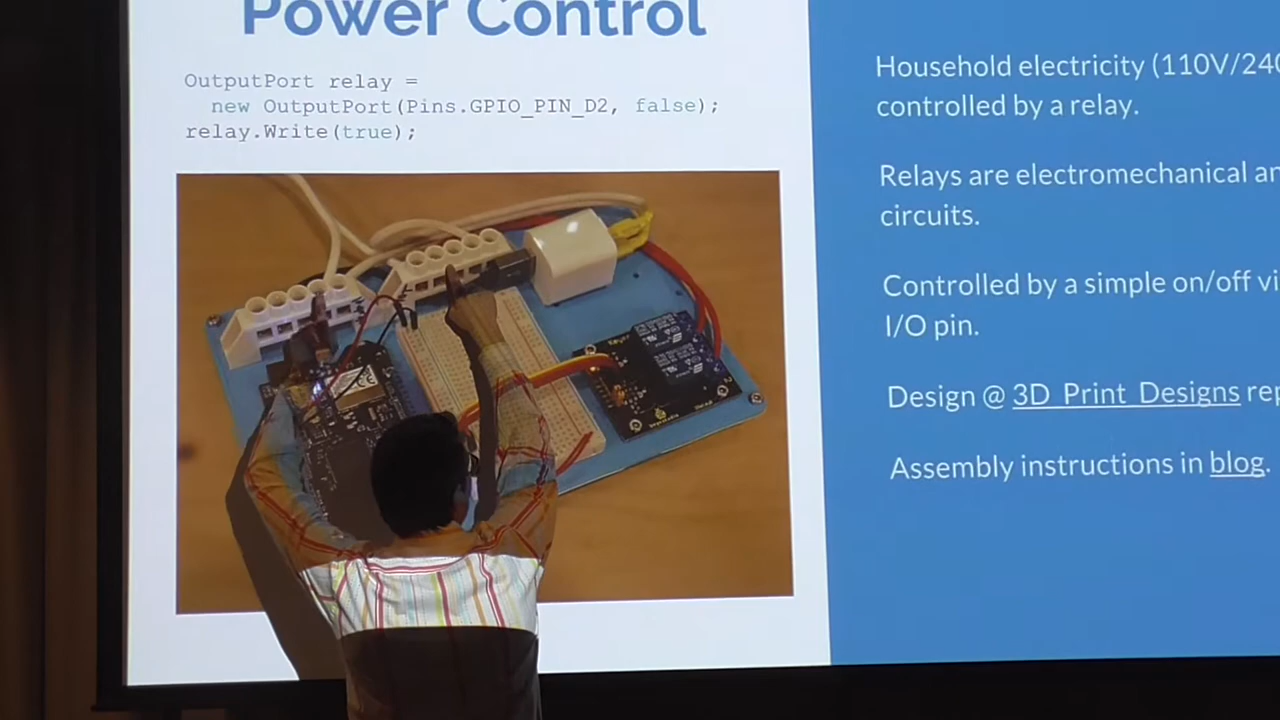 Power Control
OutputPort relay =
new OutputPort(Pins.GPIO_PIN_D2, false);
relay.Write(true);
Household electricity (110V/240
controlled by a relay.
Relays are electromechanical an
circuits.
Controlled by a simple on/off vi
I/O pin.
Design @ 3D Print Designs rep
Assembly instructions in blog.